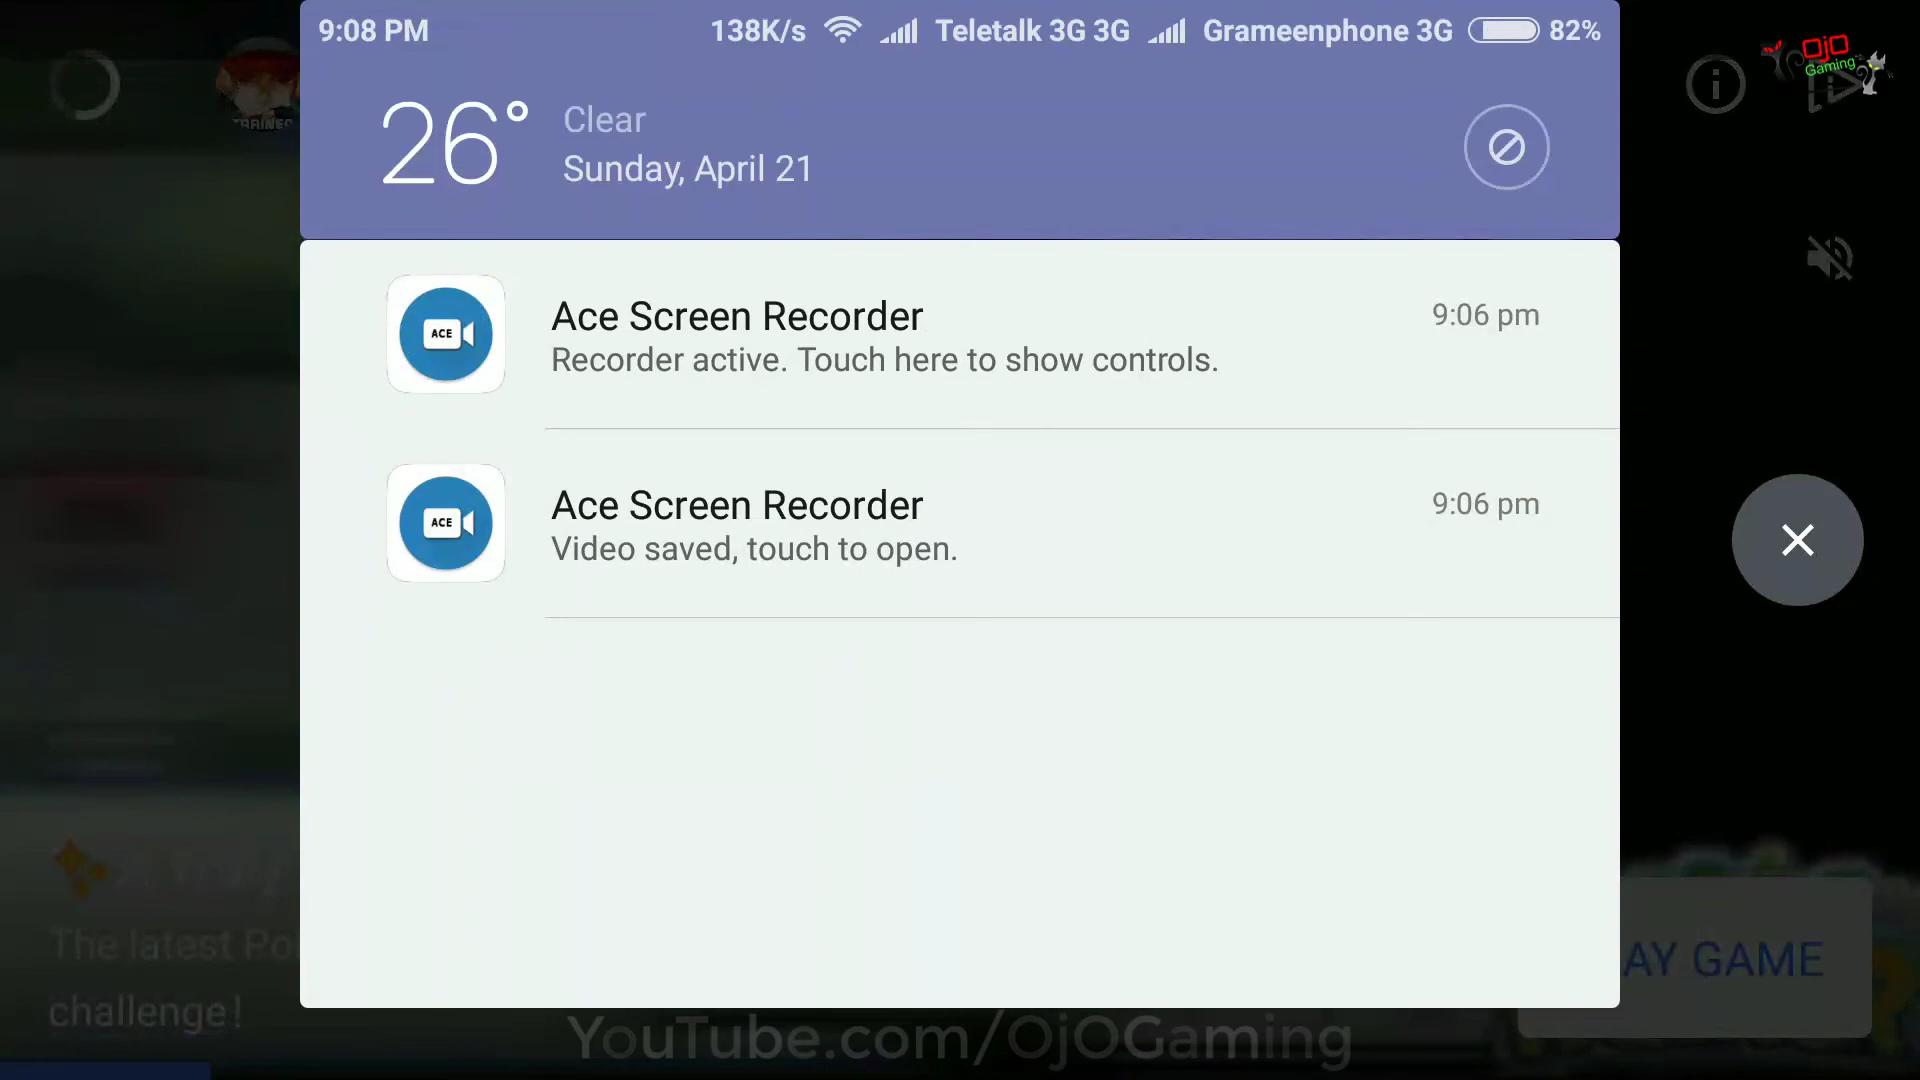 9:08 PM
138K/s
Teletalk 3G 3G
Grameenphone 3G
82%
OjO
Gaming
26°
Clear
Sunday, April 21
ACE
Ace Screen Recorder
9:06 pm
Recorder active. Touch here to show controls.
ACE
Ace Screen Recorder
9:06 pm
Video saved, touch to open.
The latest
challenge!
AY GAME
YouTube.com/OjOGaming